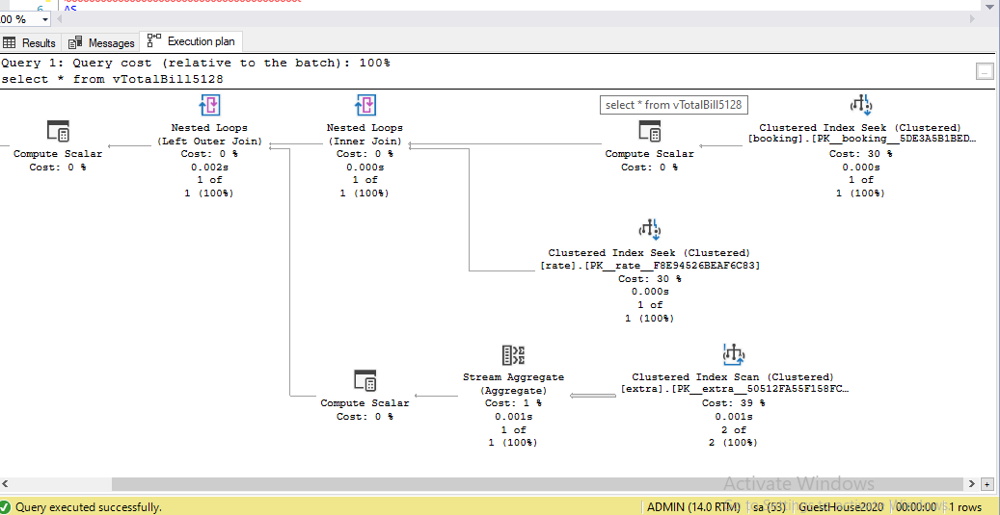 6
AS
00 %
Results Messages Execution plan
Query 1: Query cost (relative to the batch): 100%
select * from vTotalBill5128
Compute Scalar
Cost: 0 %
Nested Loops
(Left Outer Join)
Cost: 0 %
0.002s
1 of
1 (100%)
Nested Loops
(Inner Join)
Cost: 0 %
0.000s
1 of
1 (100%)
select * from vTotalBill5128
Compute Scalar
Cost: 0 %
Clustered Index Seek (Clustered)
[booking].[PK__booking__5DE3A5B1BED…
Cost: 30 %
0.000s
1 of
1 (100%)
Clustered Index Seek (Clustered)
[rate].[PK__rate__F8E94526BEAF6C83]
Cost: 30 %
0.000s
1 of
1 (100%)
Compute Scalar
Cost: 0 %
Stream Aggregate
(Aggregate)
Cost: 1 %
0.001s
1 of
1 (100%)
Clustered Index Scan (Clustered)
[extra].[PK__extra__50512FA55F158FC…
Cost: 39 %
0.001s
2 of
2 (100%)
Activate Windows
Go to Settings to activate Windows.
Query executed successfully.
ADMIN (14.0 RTM) sa (53) GuestHouse2020 00:00:00 1 rows